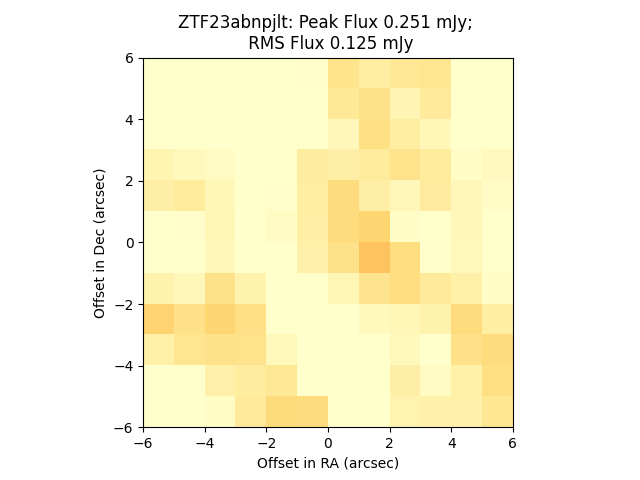 ZTF23abnpjlt: Peak Flux 0.251 mJy;
RMS Flux 0.125 mJy
6
4
2
0
−2
−4
−6
Offset in Dec (arcsec)
−6 −4 −2 0 2 4 6
Offset in RA (arcsec)